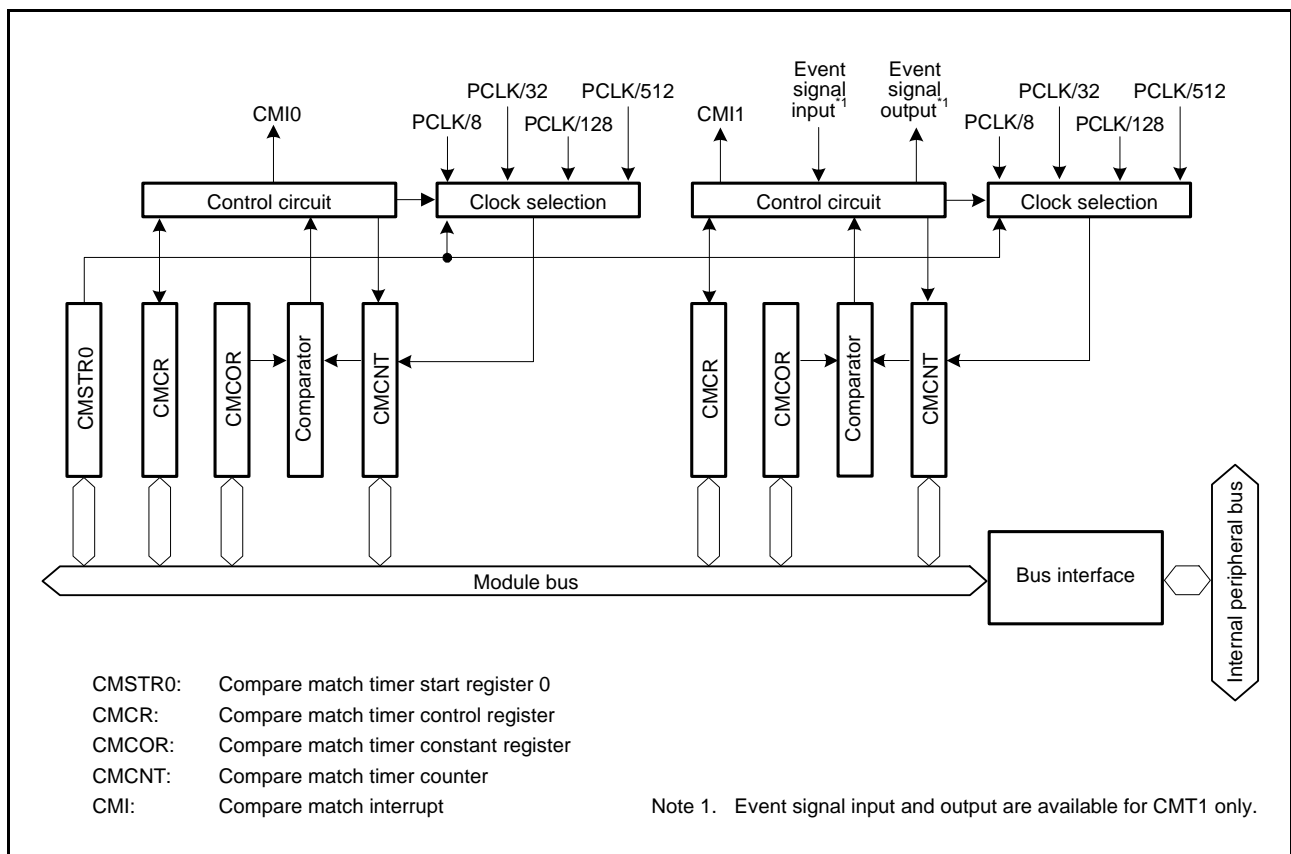 CMI0
PCLK/8
PCLK/32
PCLK/128
PCLK/512
CMI1
Event
signal
input*1
Event
signal
output*1
PCLK/8
PCLK/32
PCLK/128
PCLK/512
Control circuit
Clock selection
Control circuit
Clock selection
CMSTR0
CMCR
CMCOR
Comparator
CMCNT
CMCR
CMCOR
Comparator
CMCNT
Module bus
Bus interface
Internal peripheral bus
CMSTR0: Compare match timer start register 0
CMCR: Compare match timer control register
CMCOR: Compare match timer constant register
CMCNT: Compare match timer counter
CMI: Compare match interrupt
Note 1. Event signal input and output are available for CMT1 only.